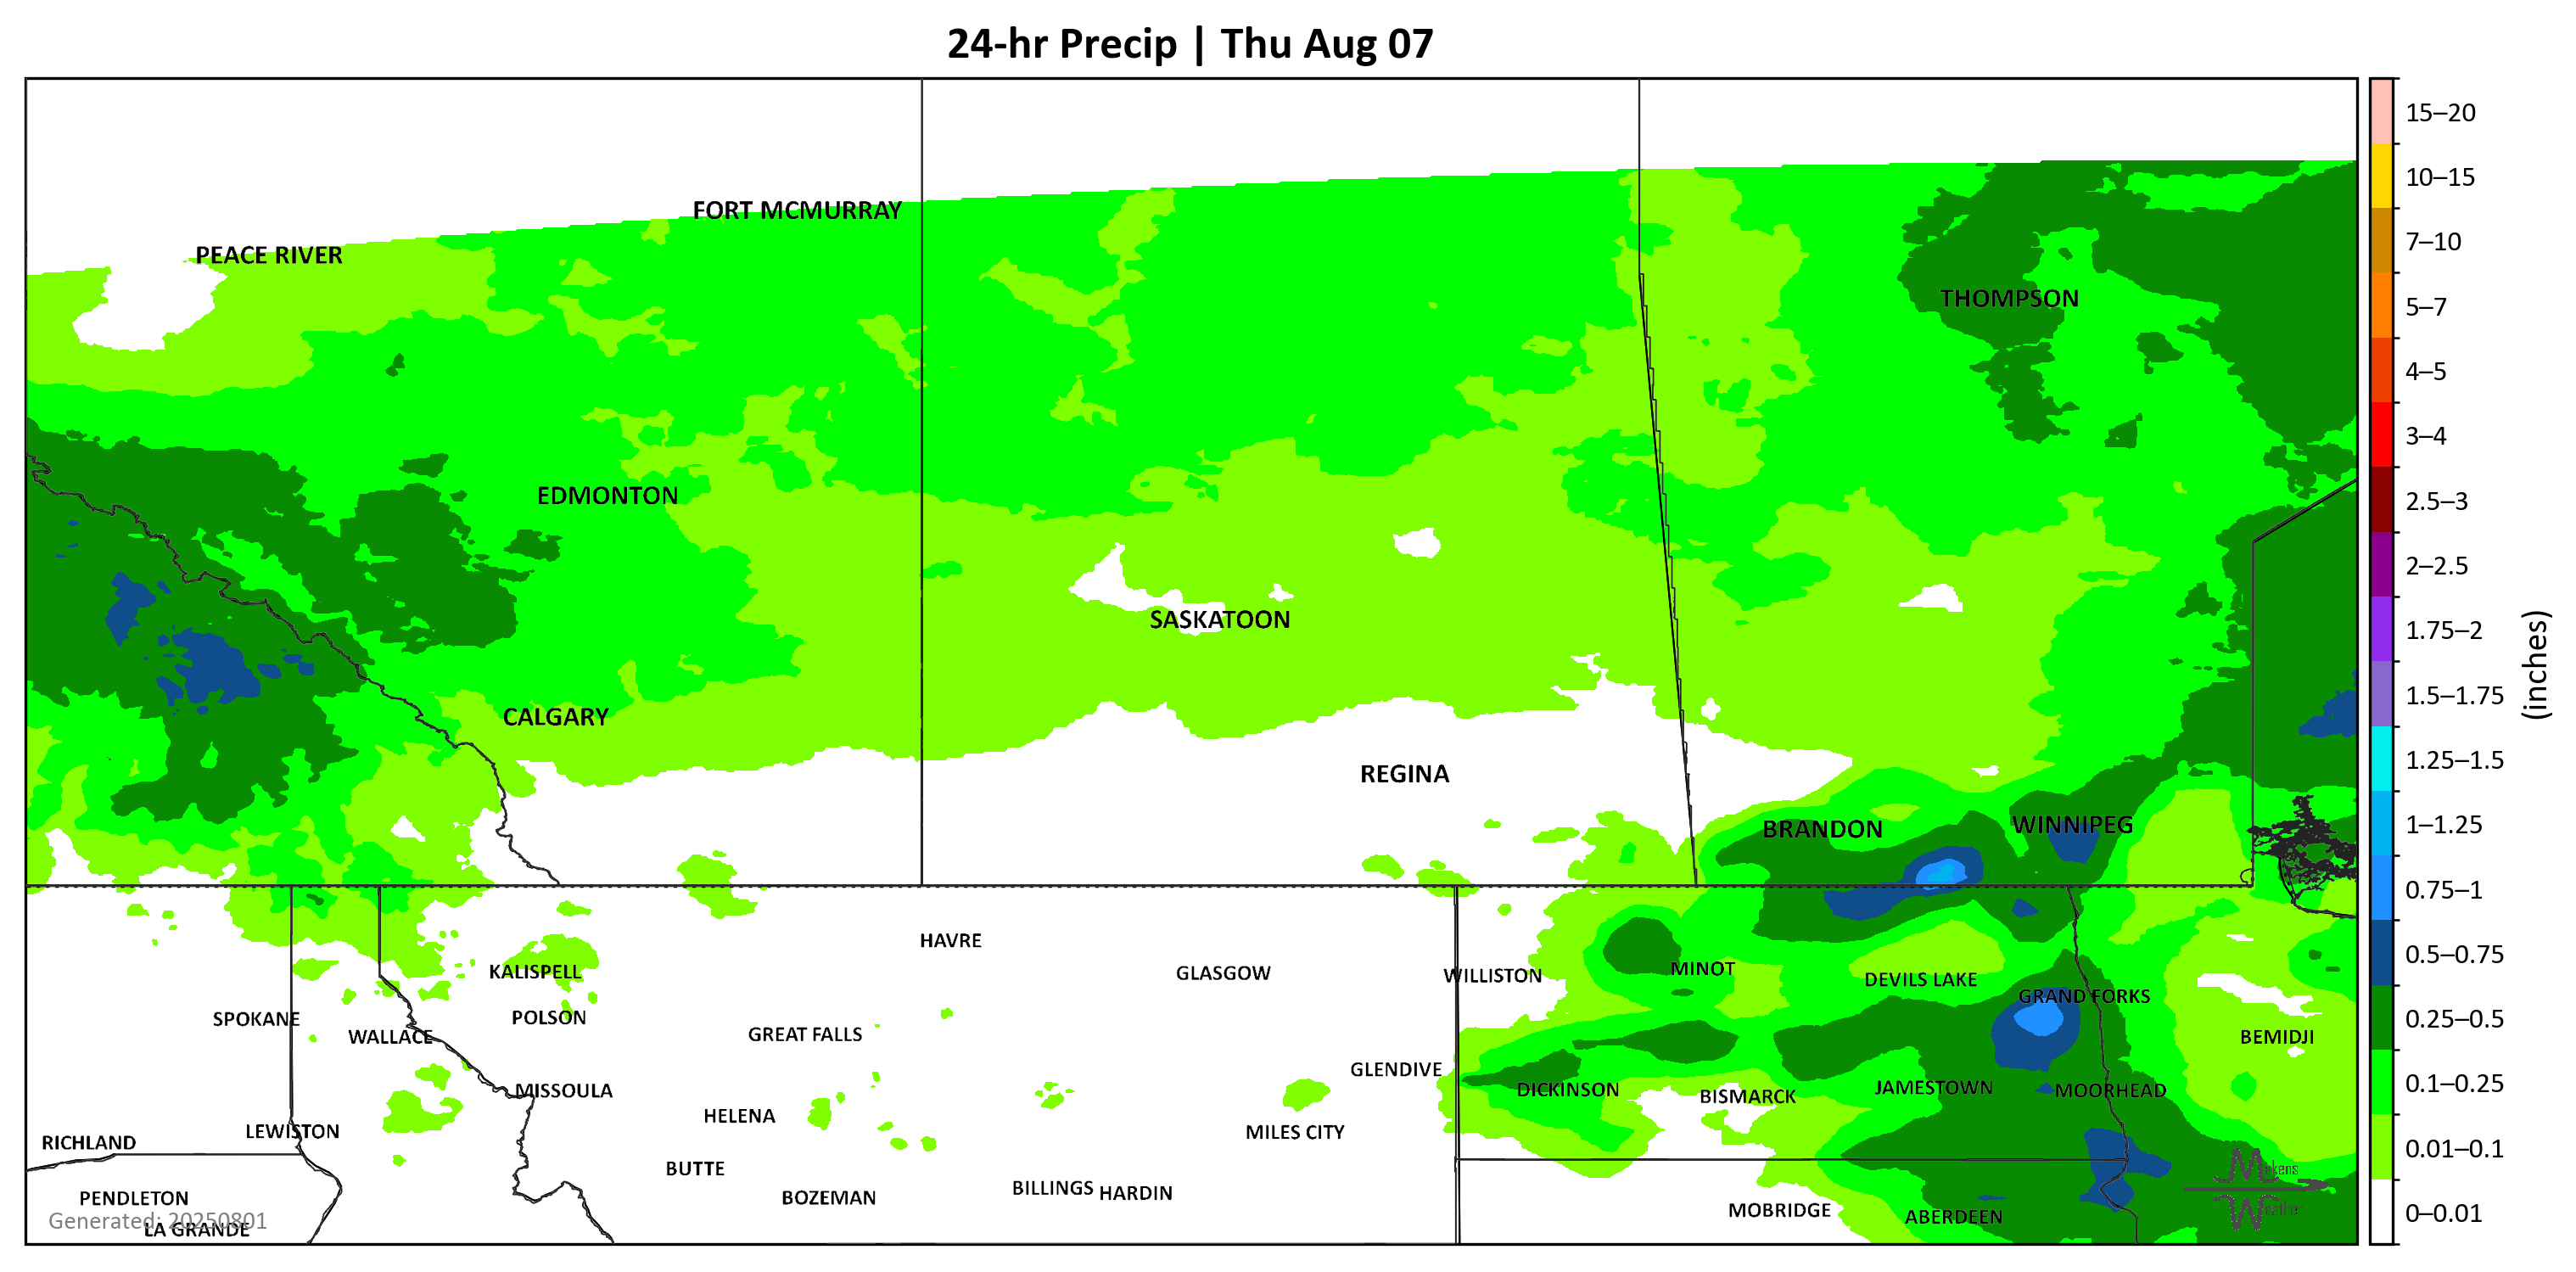 24-hr Precip | Thu Aug 07
FORT MCMURRAY
PEACE RIVER
THOMPSON
EDMONTON
SASKATOON
CALGARY
REGINA
BRANDON
WINNIPEG
HAVRE
KALISPELL
GLASGOW
WILLISTON
MINOT
DEVILS LAKE
GRAND FORKS
SPOKANE
POLSON
WALLACE
GREAT FALLS
BEMIDJI
GLENDIVE
MISSOULA
DICKINSON
BISMARCK
JAMESTOWN
MOORHEAD
HELENA
LEWISTON
RICHLAND
MILES CITY
BUTTE
BILLINGS
HARDIN
PENDLETON
BOZEMAN
MOBRIDGE
ABERDEEN
Generated: 20250801
LA GRANDE
15–20
10–15
7–10
5–7
4–5
3–4
2.5–3
2–2.5
1.75–2
1.5–1.75
1.25–1.5
1–1.25
0.75–1
0.5–0.75
0.25–0.5
0.1–0.25
0.01–0.1
0–0.01
(inches)